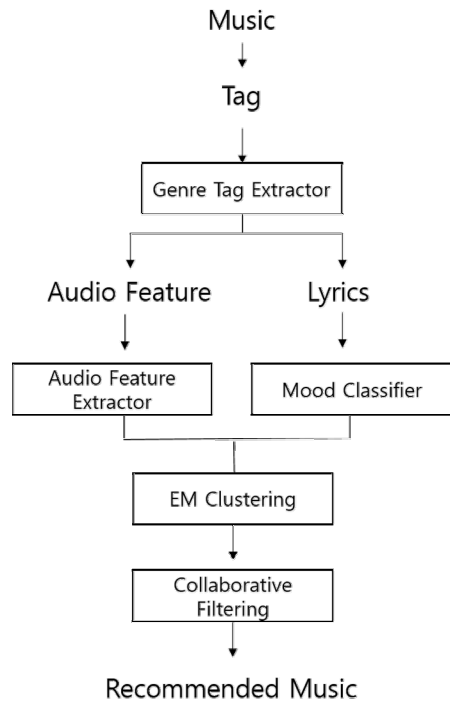 Music
Tag
Genre Tag Extractor
Audio Feature
Lyrics
Audio Feature
Extractor
Mood Classifier
EM Clustering
Collaborative
Filtering
Recommended Music